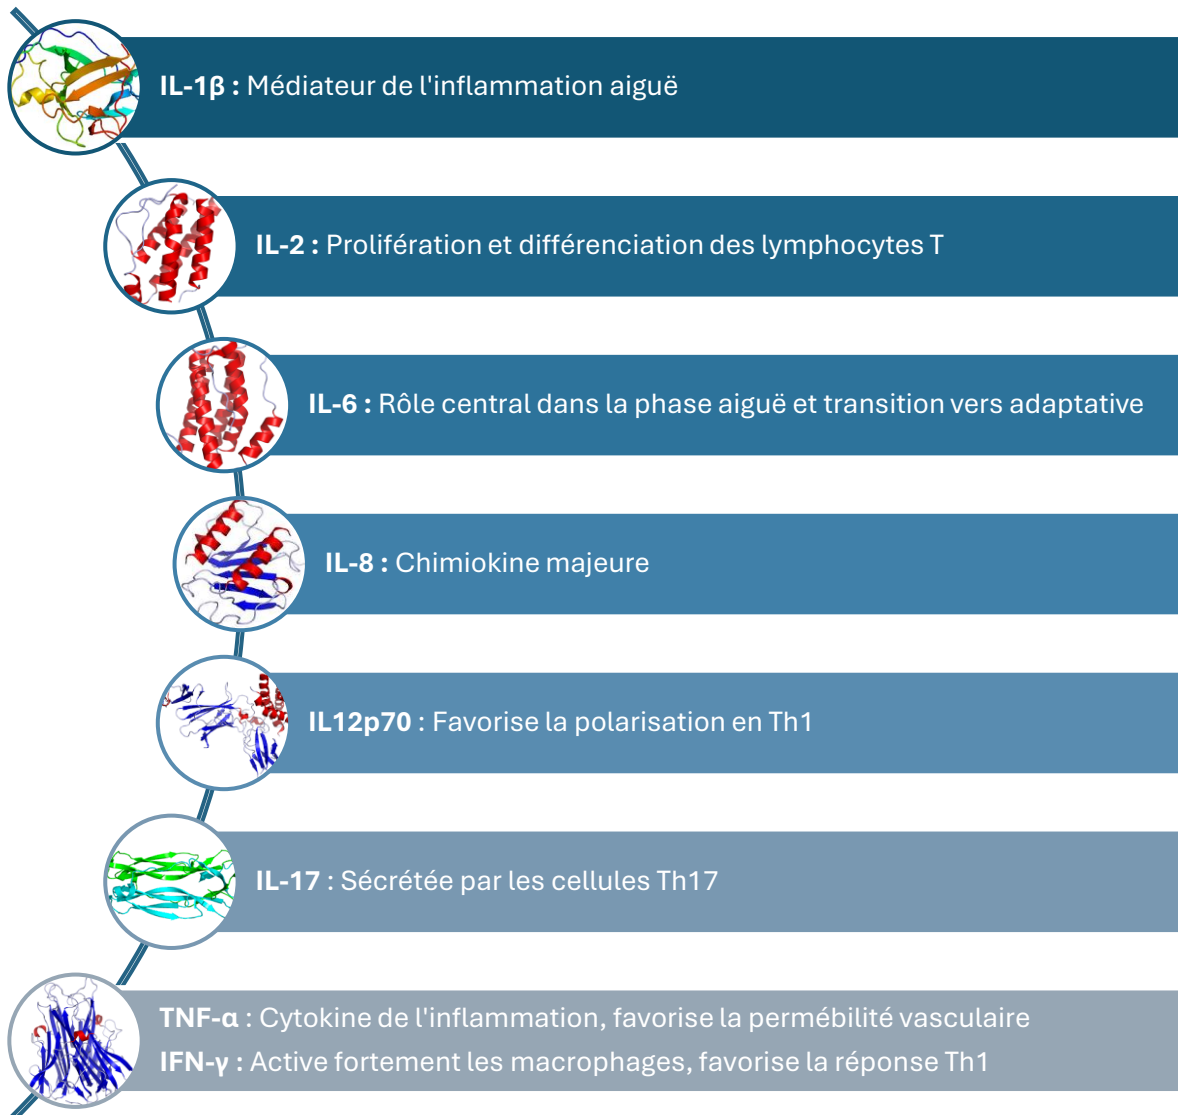 IL-1β : Médiateur de l'inflammation aiguë
IL-2 : Prolifération et différenciation des lymphocytes T
IL-6 : Rôle central dans la phase aiguë et transition vers adaptative
IL-8 : Chimiokine majeure
IL12p70 : Favorise la polarisation en Th1
IL-17 : Sécrétée par les cellules Th17
TNF-α : Cytokine de l'inflammation, favorise la permébilité vasculaire
IFN-γ : Active fortement les macrophages, favorise la réponse Th1